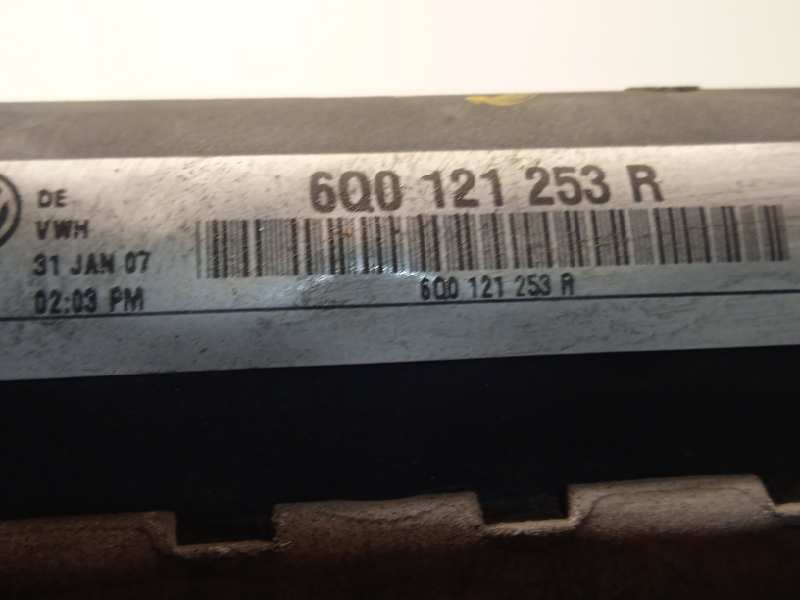 6Q0 121 253 R
DE
VWH
31 JAN 07
02:03 PM
6Q0 121 253 R